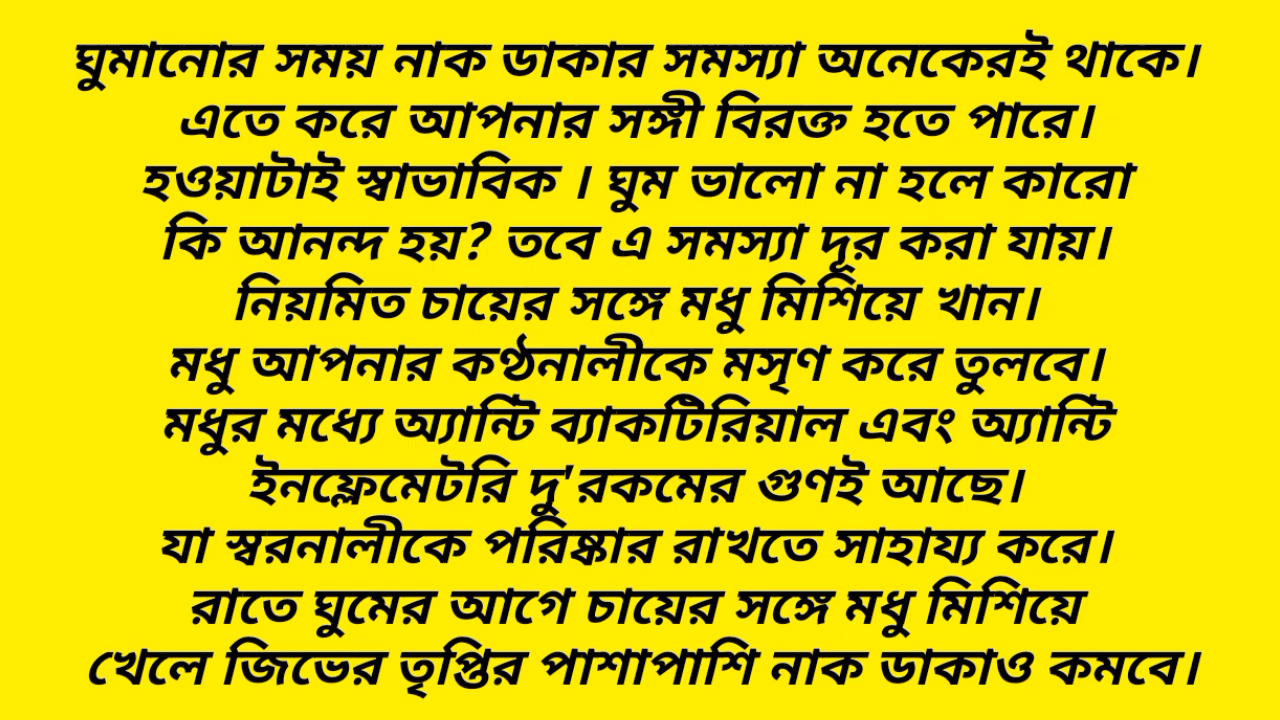 ঘুমানোর সময় নাক ডাকার সমস্যা অনেকেরই থাকে।
এতে করে আপনার সঙ্গী বিরক্ত হতে পারে।
হওয়াটাই স্বাভাবিক । ঘুম ভালো না হলে কারো
কি আনন্দ হয়? তবে এ সমস্যা দূর করা যায়।
নিয়মিত চায়ের সঙ্গে মধু মিশিয়ে খান।
মধু আপনার কণ্ঠনালীকে মসৃণ করে তুলবে।
মধুর মধ্যে অ্যান্টি ব্যাকটিরিয়াল এবং অ্যান্টি
ইনফ্লেমেটরি দু'রকমের গুণই আছে।
যা স্বরনালীকে পরিষ্কার রাখতে সাহায্য করে।
রাতে ঘুমের আগে চায়ের সঙ্গে মধু মিশিয়ে
খেলে জিভের তৃপ্তির পাশাপাশি নাক ডাকাও কমবে।